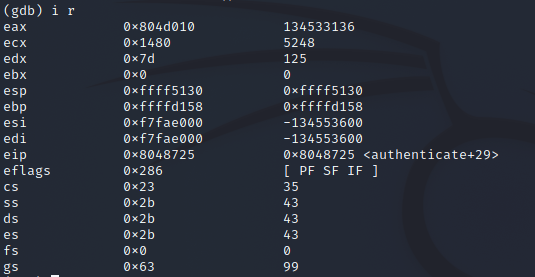 (gdb) i r
eax 0×804d010 134533136
ecx 0×1480 5248
edx 0×7d 125
ebx 0×0 0
esp 0×ffff5130 0×ffff5130
ebp 0×ffffd158 0×ffffd158
esi 0×f7fae000 -134553600
edi 0×f7fae000 -134553600
eip 0×8048725 0×8048725 <authenticate+29>
eflags 0×286 [ PF SF IF ]
cs 0×23 35
ss 0×2b 43
ds 0×2b 43
es 0×2b 43
fs 0×0 0
gs 0×63 99